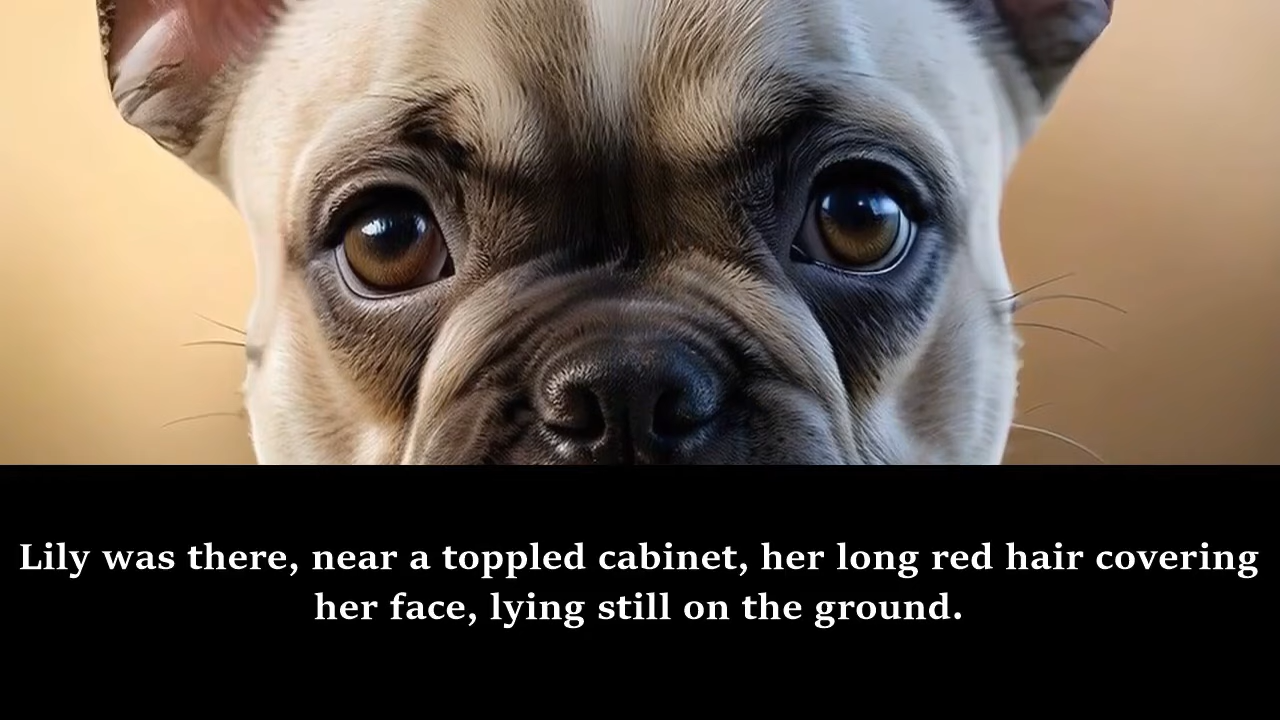 Lily was there, near a toppled cabinet, her long red hair covering
her face, lying still on the ground.